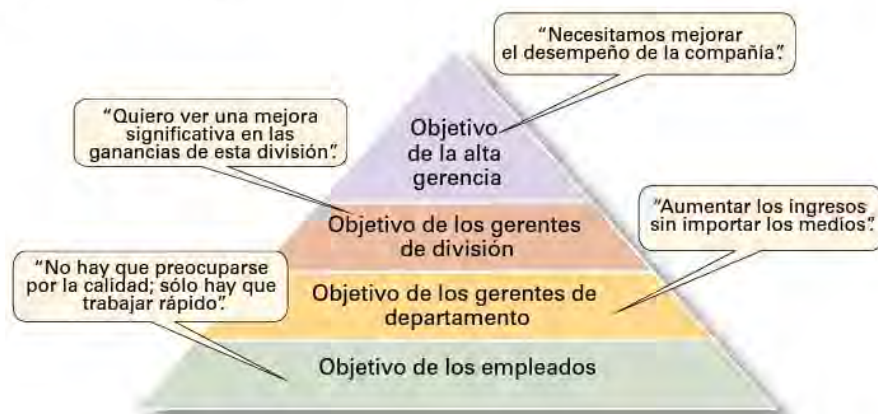 “Necesitamos mejorar
el desempeño de la compañía”.
“Quiero ver una mejora
significativa en las
ganancias de esta división”.
Objetivo
de la alta
gerencia
“Aumentar los ingresos
sin importar los medios”.
Objetivo de los gerentes
de división
“No hay que preocuparse
por la calidad; sólo hay que
trabajar rápido”.
Objetivo de los gerentes de
departamento
Objetivo de los empleados